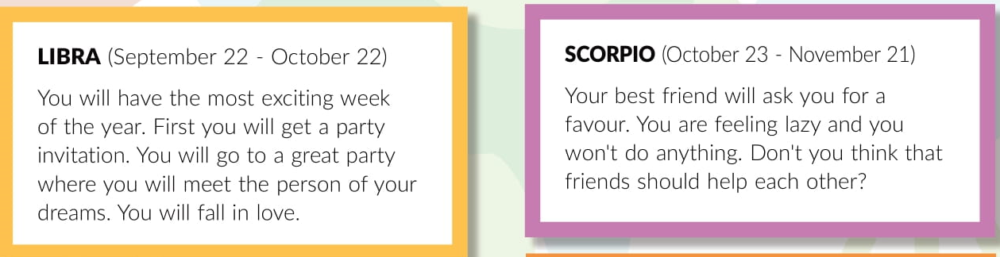 LIBRA (September 22 - October 22)
You will have the most exciting week
of the year. First you will get a party
invitation. You will go to a great party
where you will meet the person of your
dreams. You will fall in love.
SCORPIO (October 23 - November 21)
Your best friend will ask you for a
favour. You are feeling lazy and you
won't do anything. Don't you think that
friends should help each other?